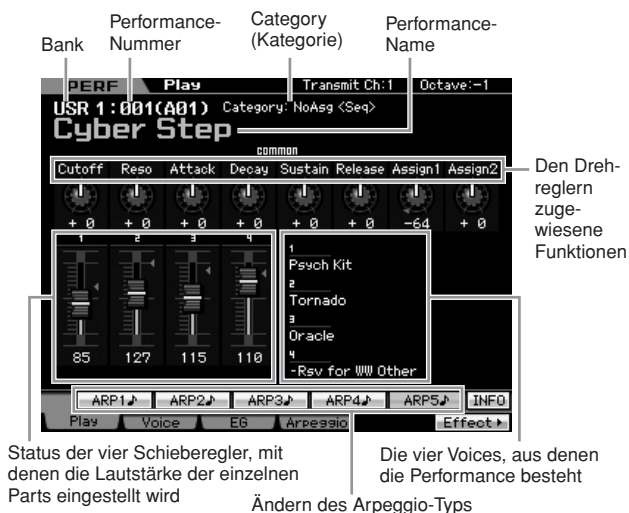 Bank
Performance-
Nummer
Category
(Kategorie)
Performance-
Name
PERF Play Transmit Ch:1 Octave:-1
USR 1:001(A01) Category: NoAsg <Seq>
Cyber Step
common
Cutoff Reso Attack Decay Sustain Release Assign1 Assign2
+ 0 + 0 + 0 + 0 + 0 + 0 -64 + 0
Den Dreh-
reglern
zuge-
wiesene
Funktionen
1 2 3 4
85 127 115 110
1
Psych Kit
2
Tornado
3
Oracle
4
-Rsv for WW Other
ARP1♪ ARP2♪ ARP3♪ ARP4♪ ARP5♪ INFO
Play Voice EG Arpeggio Effect
Status der vier Schieberegler, mit
denen die Lautstärke der einzelnen
Parts eingestellt wird
Die vier Voices, aus denen
die Performance besteht
Ändern des Arpeggio-Typs